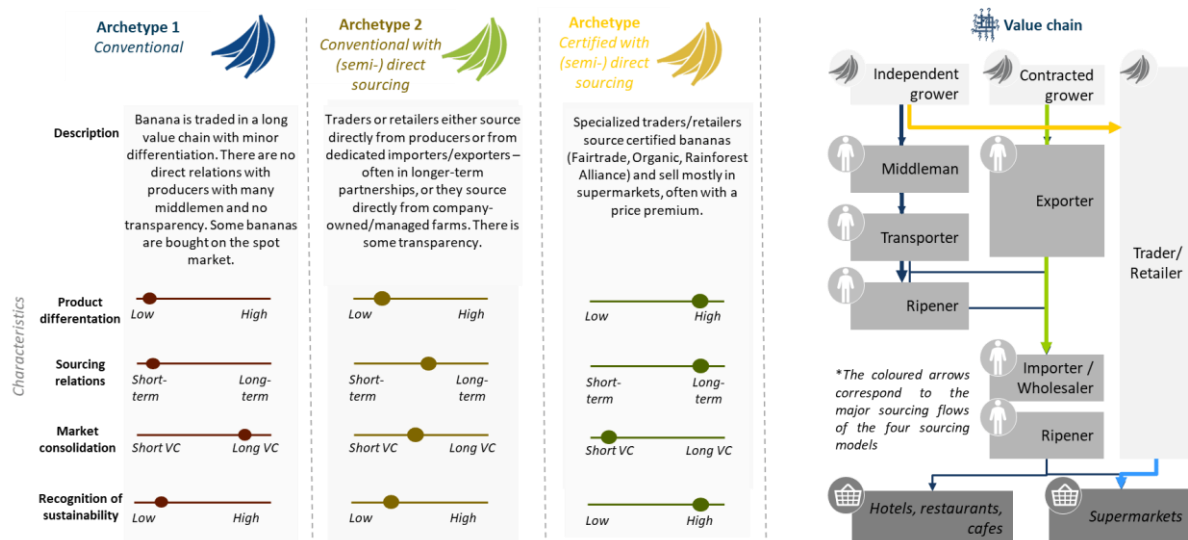 Archetype 1
Conventional
Archetype 2
Conventional with
(semi-) direct
sourcing
Archetype
Certified with
(semi-) direct
sourcing
Value chain
Description
Banana is traded in a long
value chain with minor
differentiation. There are no
direct relations with
producers with many
middlemen and no
transparency. Some bananas
are bought on the spot
market.
Traders or retailers either source
directly from producers or from
dedicated importers/exporters –
often in longer-term
partnerships, or they source
directly from company-
owned/managed farms. There is
some transparency.
Specialized traders/retailers
source certified bananas
(Fairtrade, Organic, Rainforest
Alliance) and sell mostly in
supermarkets, often with a
price premium.
Characteristics
Product
differentiation
Low
High
Low
High
Low
High
Sourcing
relations
Short-
term
Long-
term
Short-
term
Long-
term
Short-
term
Long-
term
Market
consolidation
Short VC
Long VC
Short VC
Long VC
Short VC
Long VC
Recognition of
sustainability
Low
High
Low
High
Low
High
Independent
grower
Contracted
grower
Middleman
Exporter
Transporter
Trader/
Retailer
Ripener
Importer /
Wholesaler
*The coloured arrows
correspond to the
major sourcing flows
of the four sourcing
models
Ripener
Hotels, restaurants,
cafes
Supermarkets